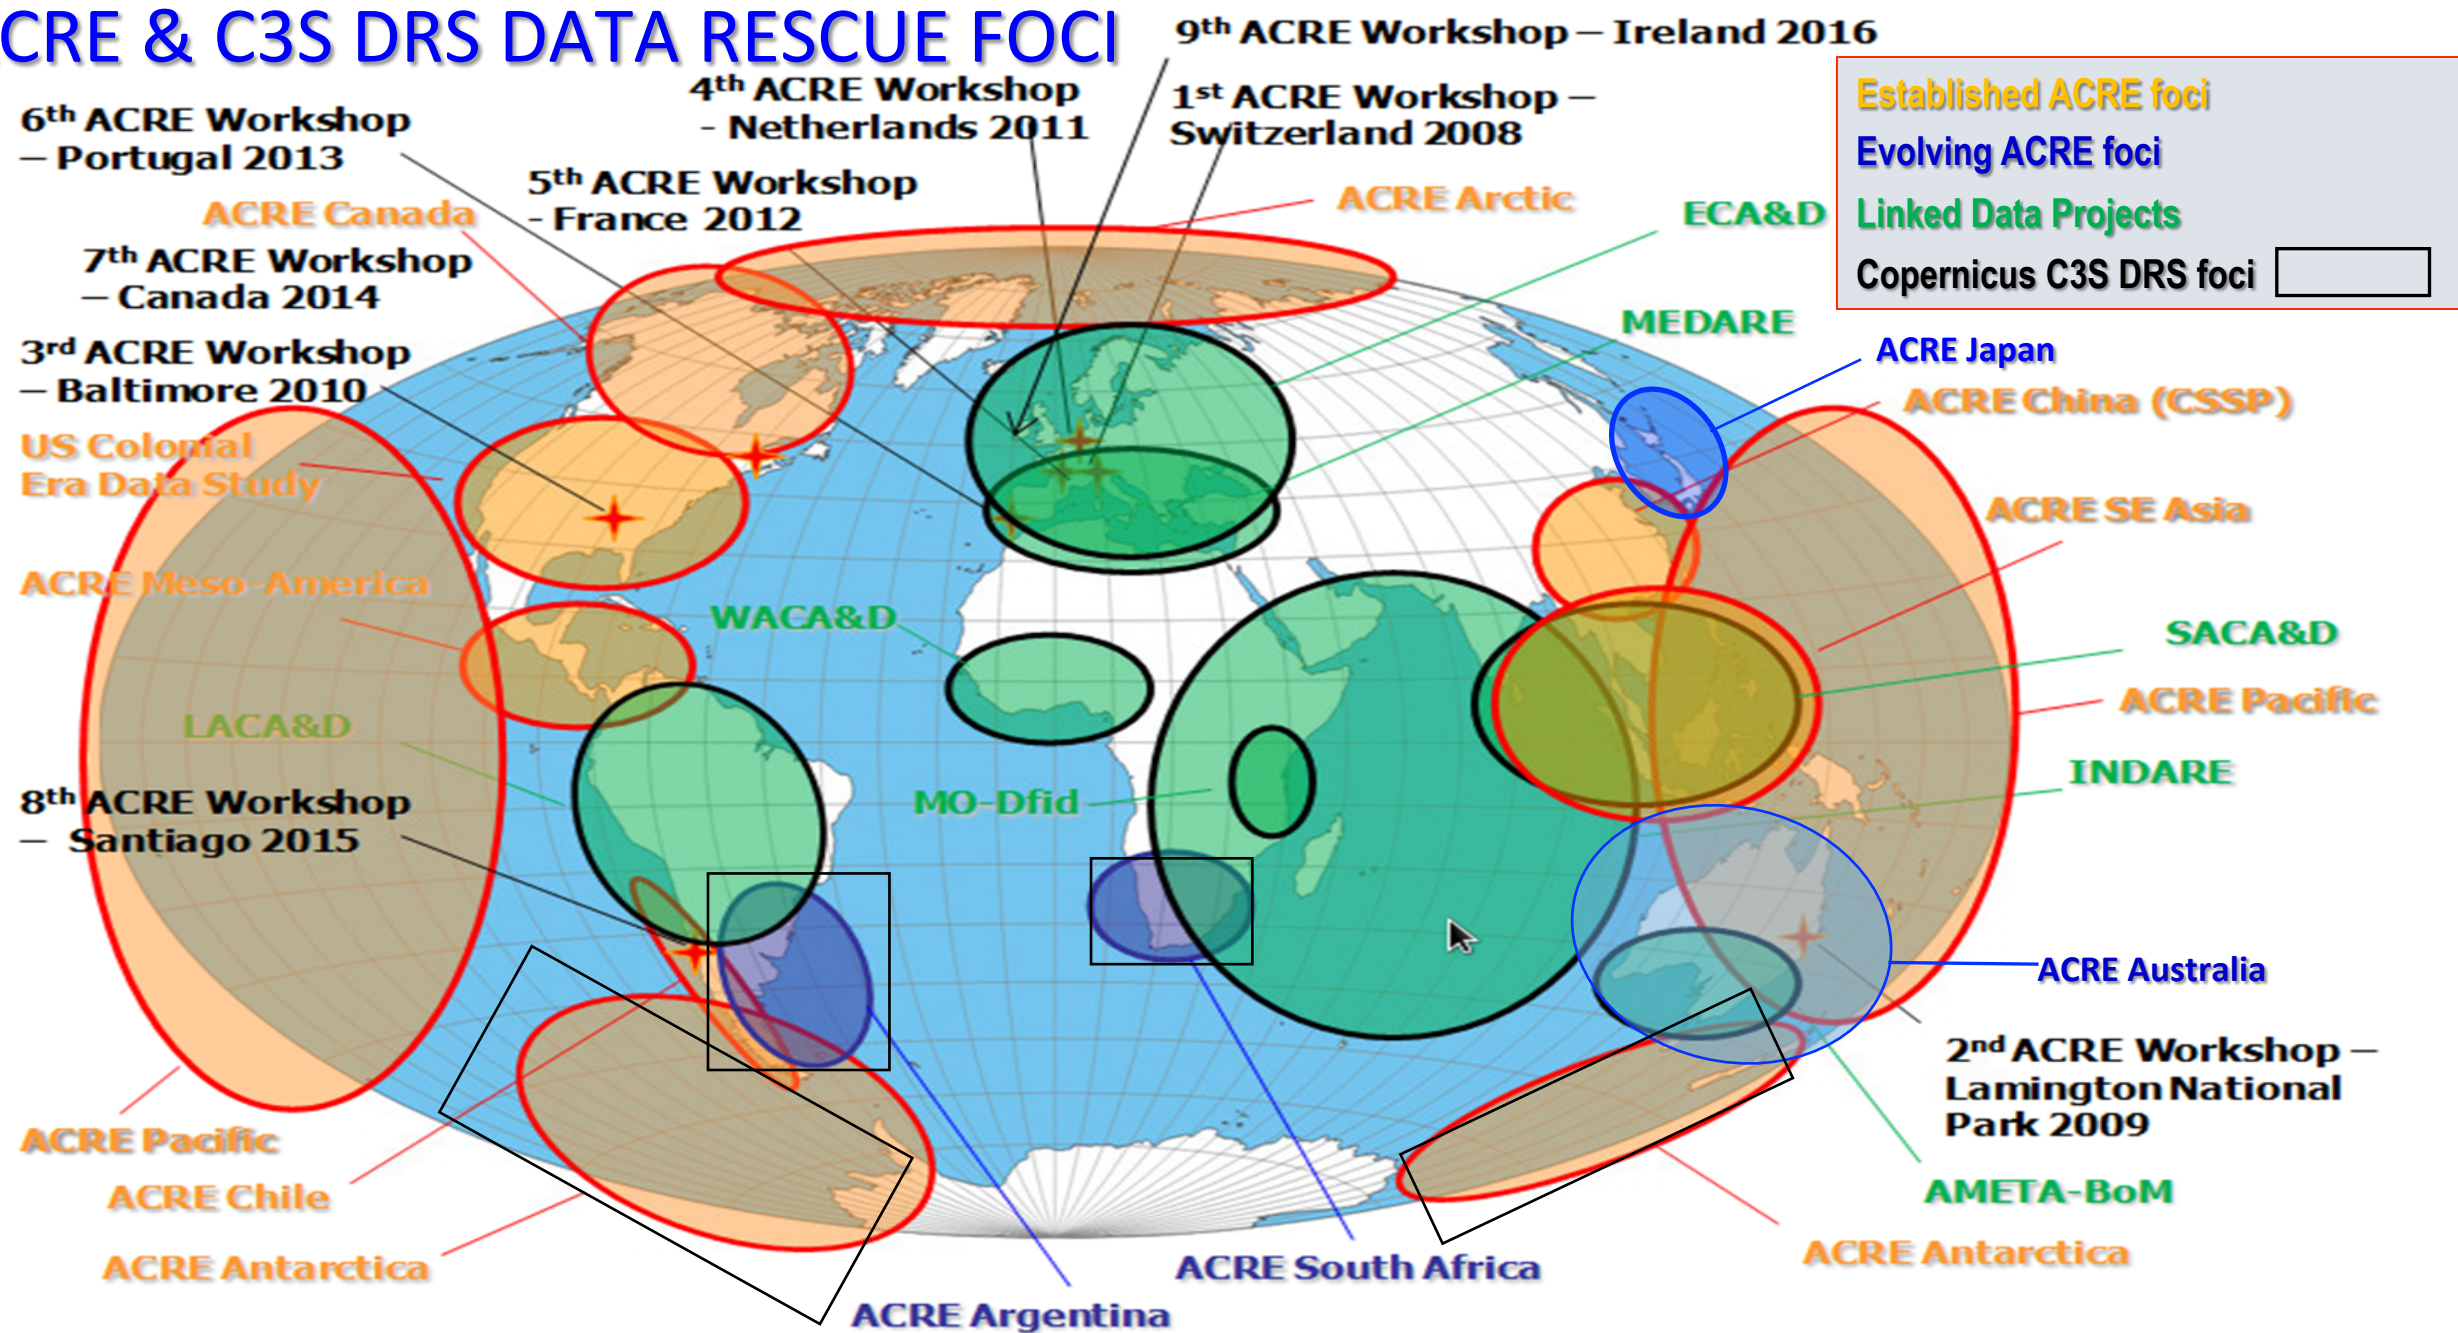 CRE & C3S DRS DATA RESCUE FOCI
9th ACRE Workshop – Ireland 2016
4th ACRE Workshop
- Netherlands 2011
1st ACRE Workshop –
Switzerland 2008
6th ACRE Workshop
– Portugal 2013
5th ACRE Workshop
- France 2012
ACRE Canada
ACRE Arctic
ECA&D
Established ACRE foci
Evolving ACRE foci
Linked Data Projects
Copernicus C3S DRS foci
7th ACRE Workshop
– Canada 2014
MEDARE
3rd ACRE Workshop
– Baltimore 2010
ACRE Japan
ACRE China (CSSP)
US Colonial
Era Data Study
ACRE SE Asia
ACRE Meso-America
WACA&D
SACA&D
ACRE Pacific
LACA&D
INDARE
8th ACRE Workshop
– Santiago 2015
MO-Dfid
ACRE Australia
2nd ACRE Workshop –
Lamington National
Park 2009
ACRE Pacific
ACRE Chile
AMETA-BoM
ACRE Antarctica
ACRE South Africa
ACRE Antarctica
ACRE Argentina